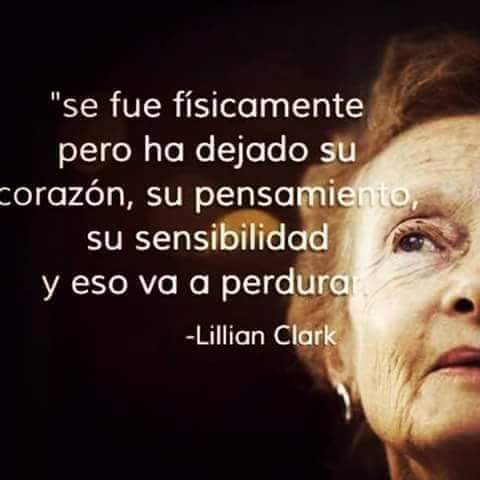 "se fue físicamente
pero ha dejado su
corazón, su pensamiento,
su sensibilidad
y eso va a perdurar.
-Lillian Clark